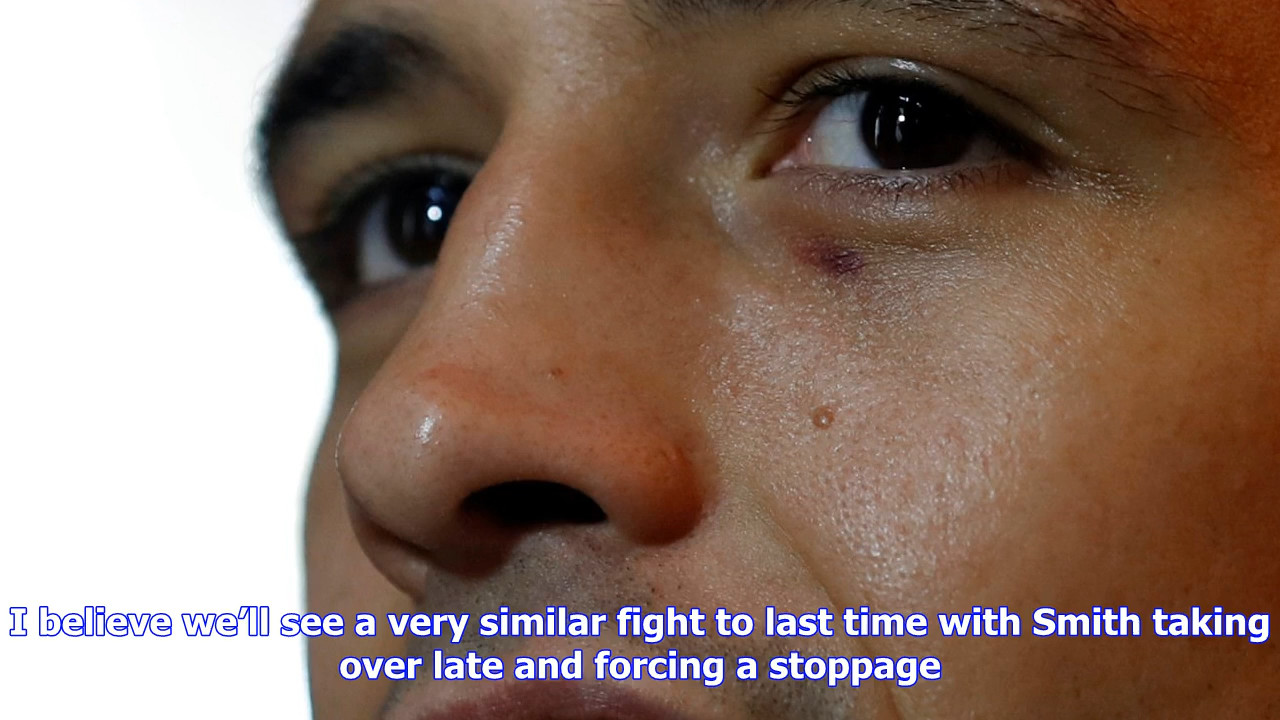 I believe we’ll see a very similar fight to last time with Smith taking
over late and forcing a stoppage